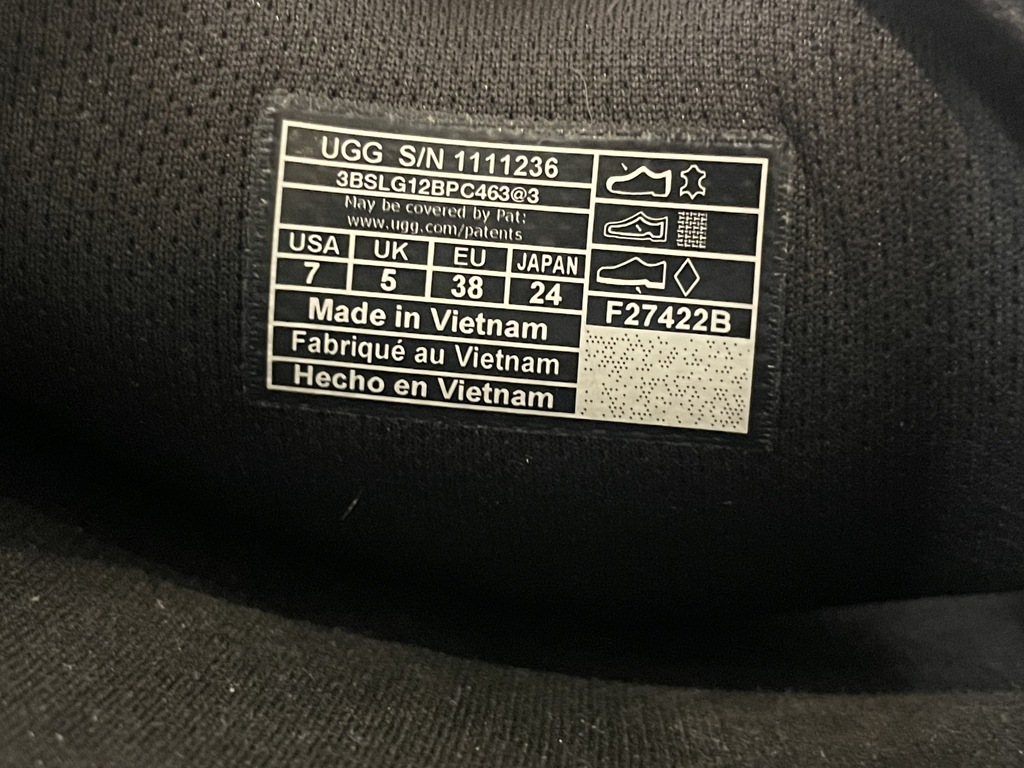 UGG S/N 1111236
3BSLG12BPC463@3
May be covered by Pat:
www.ugg.com/patents
USA UK EU JAPAN
7 5 38 24
Made in Vietnam
Fabriqué au Vietnam
Hecho en Vietnam
F27422B